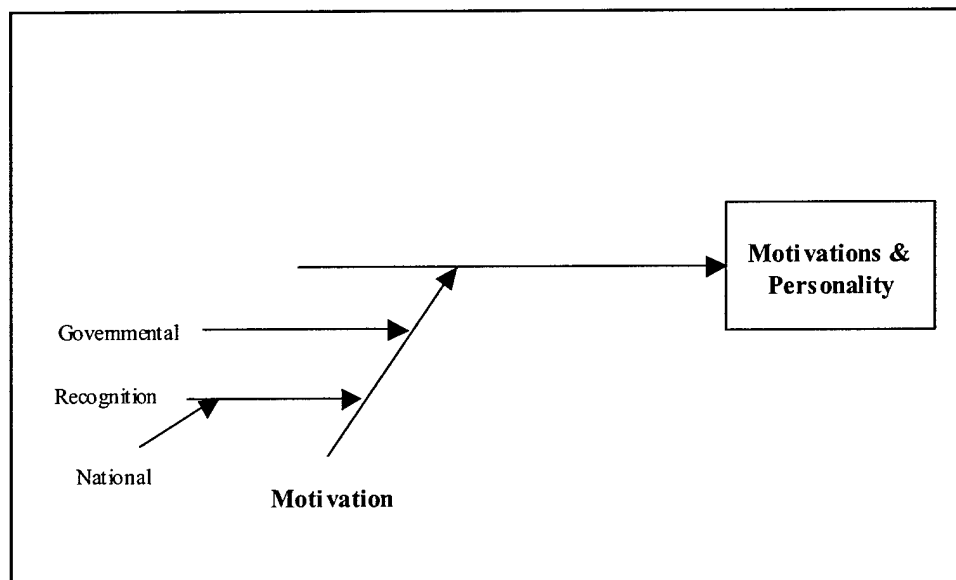 Motivations &
Personality
Governmental
Recognition
National
Motivation